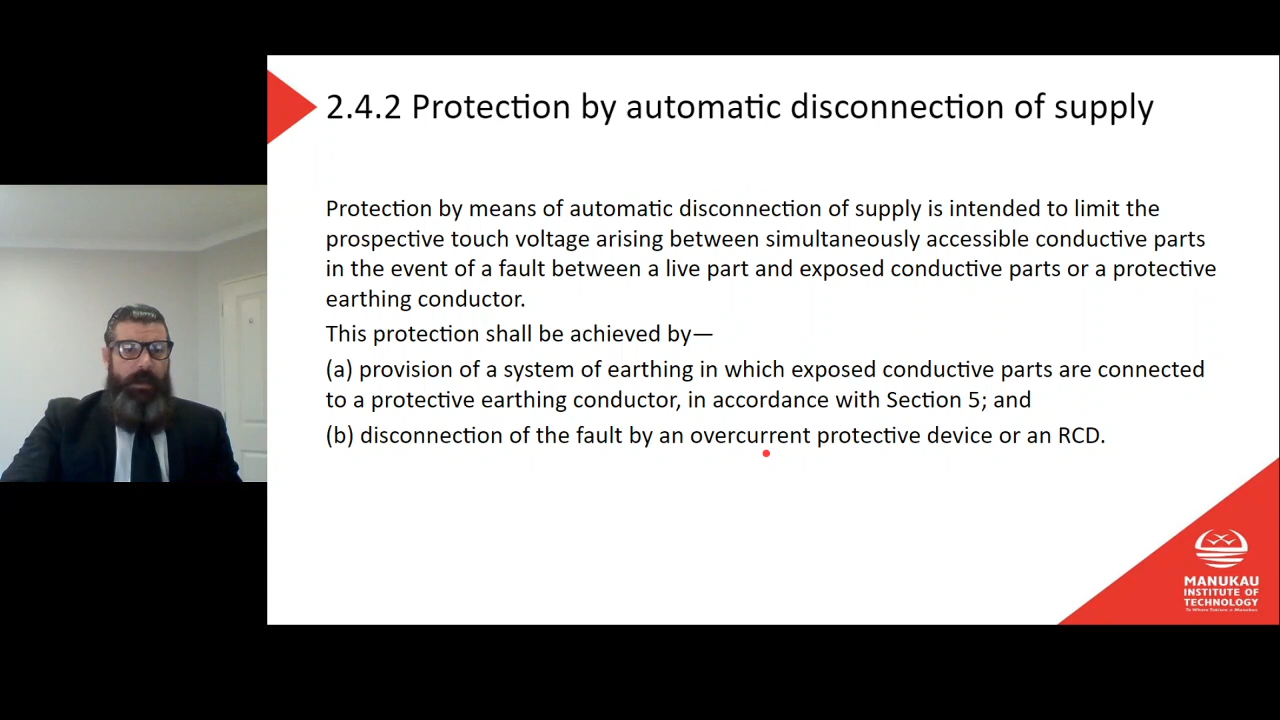 2.4.2 Protection by automatic disconnection of supply
Protection by means of automatic disconnection of supply is intended to limit the
prospective touch voltage arising between simultaneously accessible conductive parts
in the event of a fault between a live part and exposed conductive parts or a protective
earthing conductor.
This protection shall be achieved by—
(a) provision of a system of earthing in which exposed conductive parts are connected
to a protective earthing conductor, in accordance with Section 5; and
(b) disconnection of the fault by an overcurrent protective device or an RCD.
MANUKAU
INSTITUTE OF
TECHNOLOGY